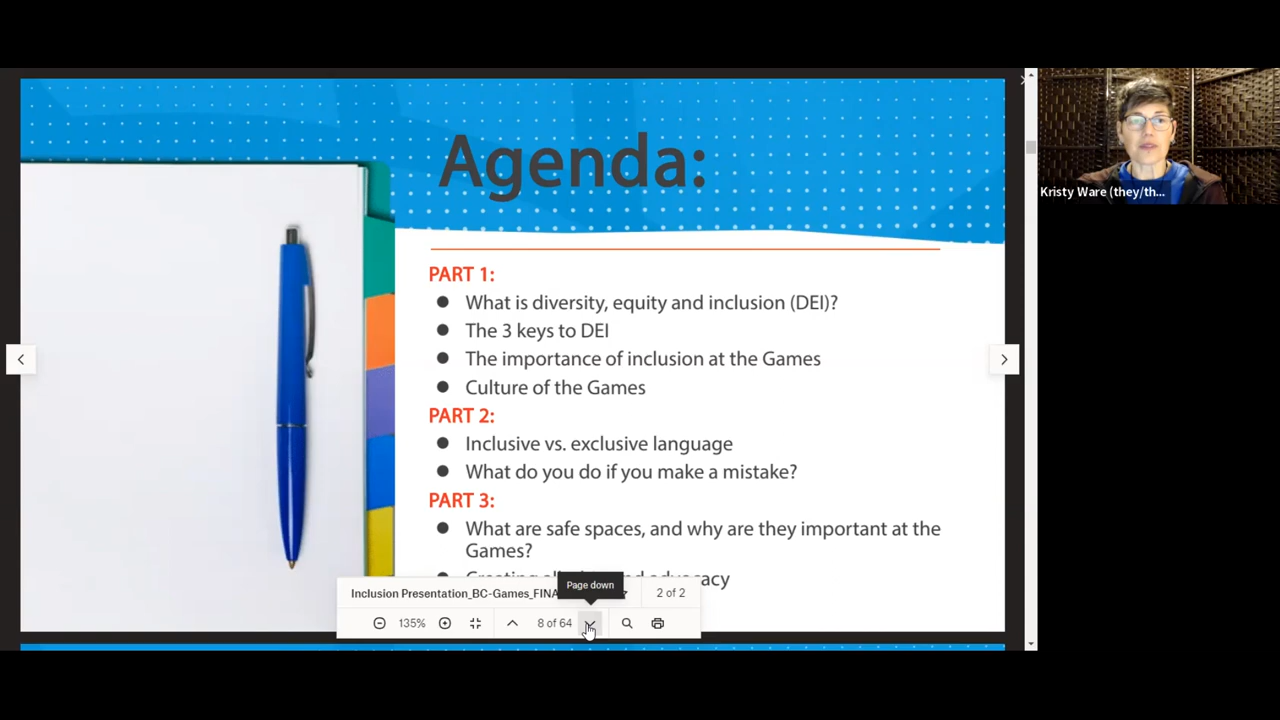 Agenda:
PART 1:
What is diversity, equity and inclusion (DEI)?
The 3 keys to DEI
The importance of inclusion at the Games
Culture of the Games
PART 2:
Inclusive vs. exclusive language
What do you do if you make a mistake?
PART 3:
What are safe spaces, and why are they important at the
Games?
Page down
Inclusion Presentation_BC-Games_FINA
2 of 2
135%
8 of 64
Kristy Ware (they/th...